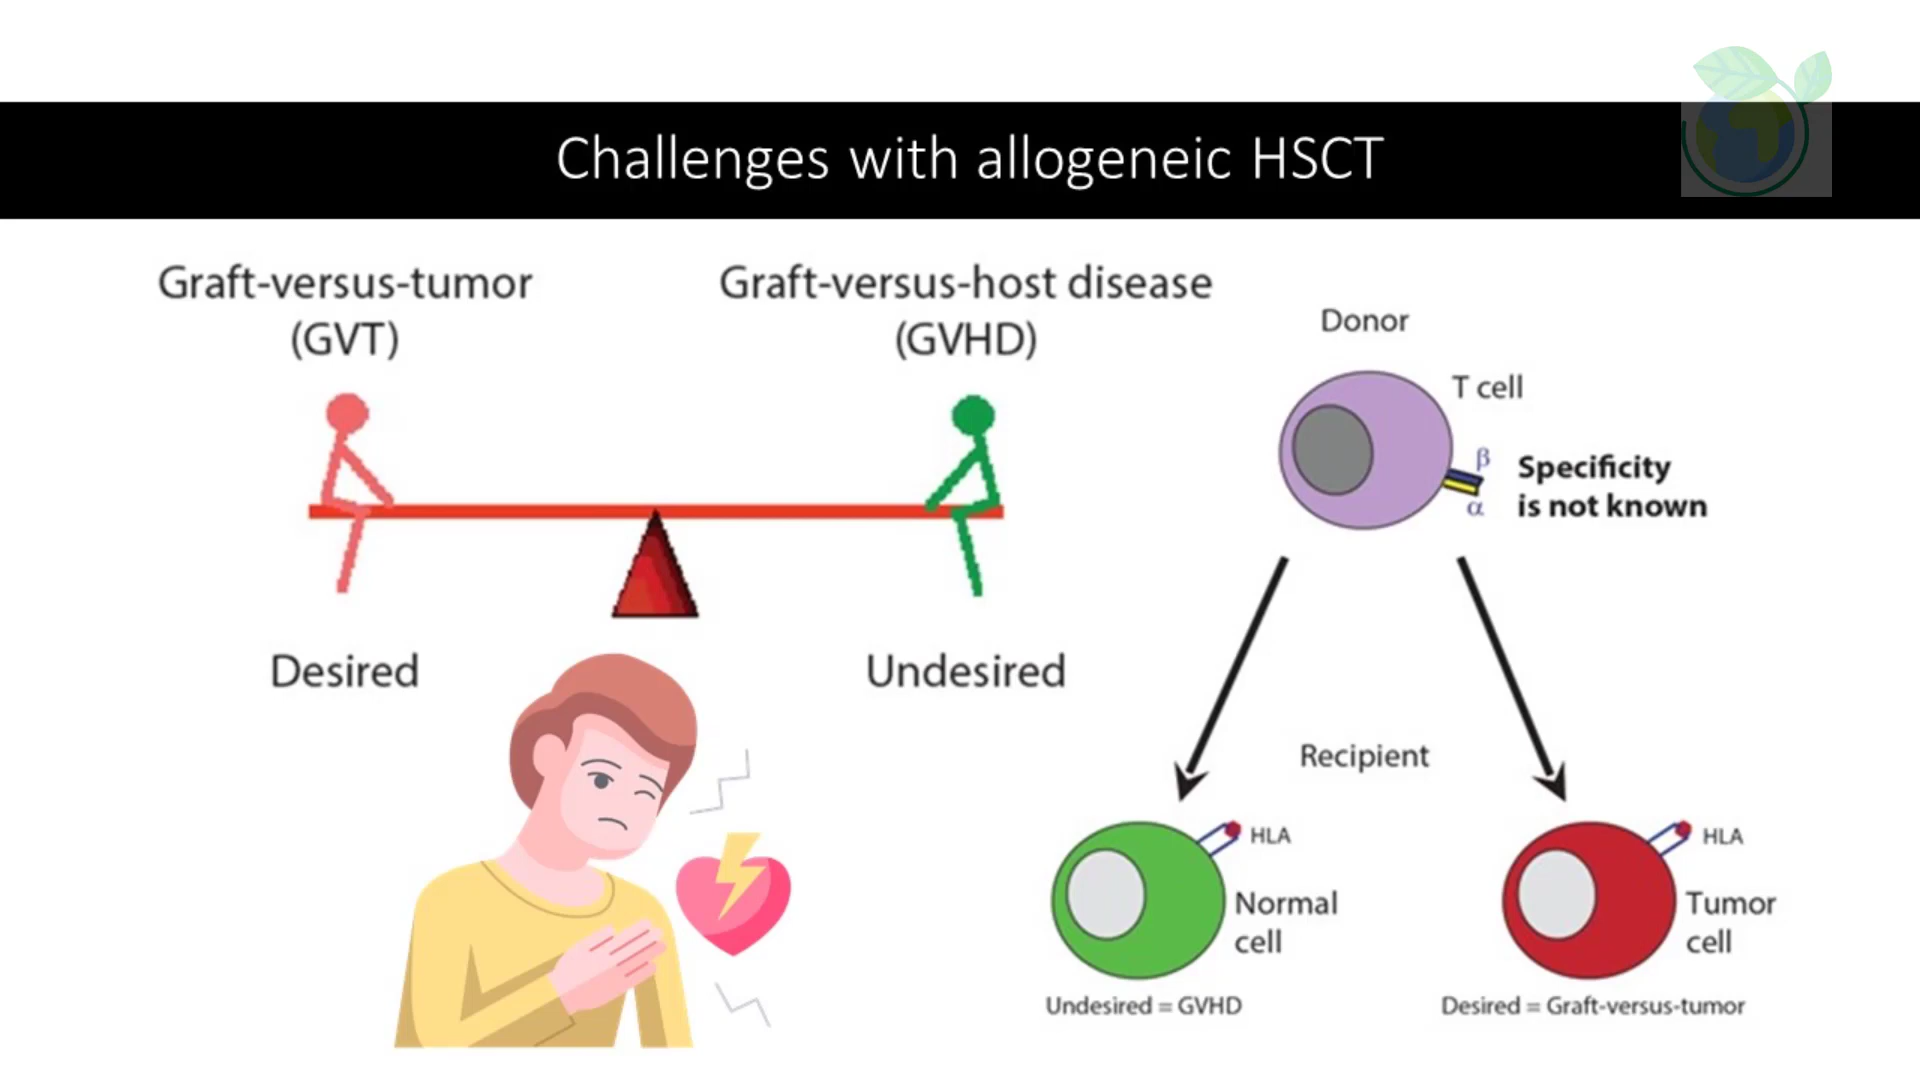 Challenges with allogeneic HSCT
Graft-versus-tumor
(GVT)
Graft-versus-host disease
(GVHD)
Desired
Undesired
Donor
T cell
β
α
Specificity
is not known
Recipient
HLA
Normal
cell
Undesired = GVHD
HLA
Tumor
cell
Desired = Graft-versus-tumor